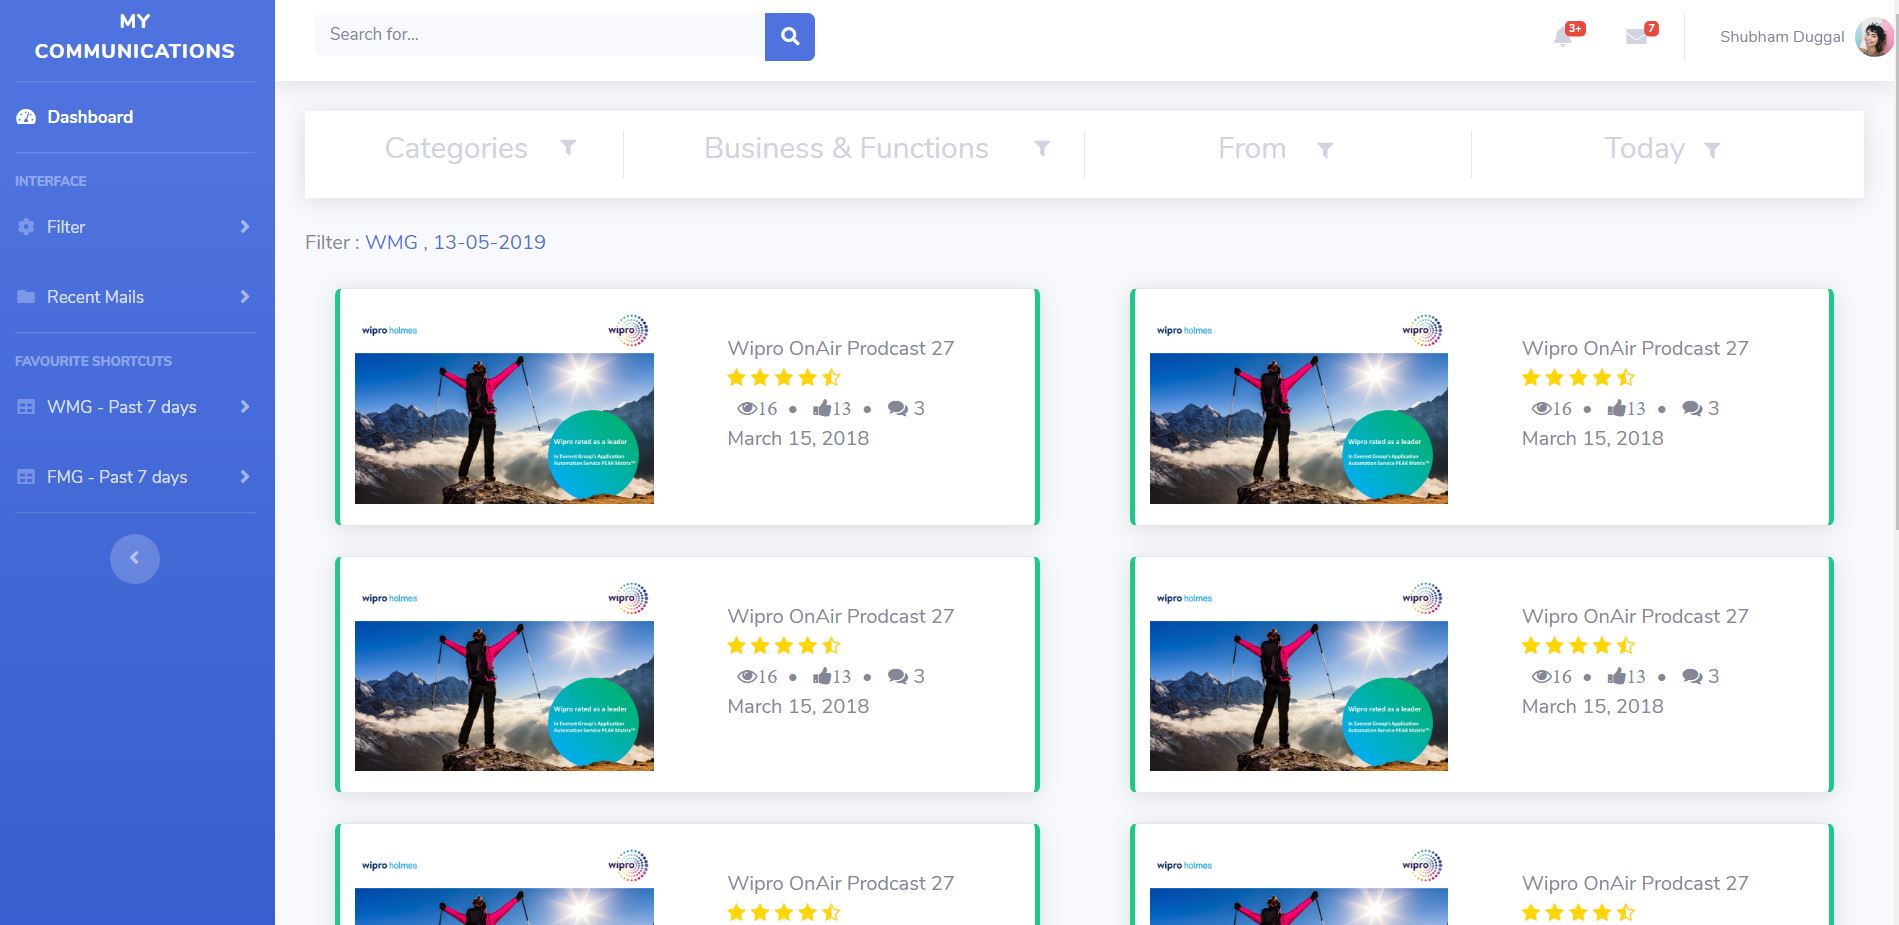 MY
COMMUNICATIONS
Dashboard
INTERFACE
Filter
Recent Mails
FAVOURITE SHORTCUTS
WMG - Past 7 days
FMG - Past 7 days
Search for...
3+
7
Shubham Duggal
Categories
Business & Functions
From
Today
Filter : WMG , 13-05-2019
wipro holmes
wipro
Wipro rated as a leader
In Everest Group's Application
Automation Service PEAK Matrix™
Wipro OnAir Prodcast 27
16 • 13 • 3
March 15, 2018
wipro holmes
wipro
Wipro rated as a leader
In Everest Group's Application
Automation Service PEAK Matrix™
Wipro OnAir Prodcast 27
16 • 13 • 3
March 15, 2018
wipro holmes
wipro
Wipro rated as a leader
In Everest Group's Application
Automation Service PEAK Matrix™
Wipro OnAir Prodcast 27
16 • 13 • 3
March 15, 2018
wipro holmes
wipro
Wipro rated as a leader
In Everest Group's Application
Automation Service PEAK Matrix™
Wipro OnAir Prodcast 27
16 • 13 • 3
March 15, 2018
wipro holmes
wipro
Wipro OnAir Prodcast 27
wipro holmes
wipro
Wipro OnAir Prodcast 27